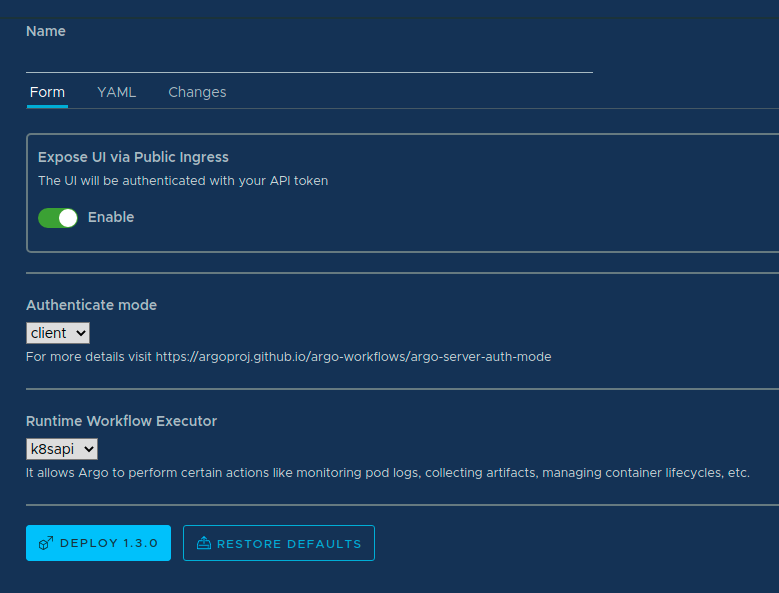 Name
Form YAML Changes
Expose UI via Public Ingress
The UI will be authenticated with your API token
Enable
Authenticate mode
client
For more details visit https://argoproj.github.io/argo-workflows/argo-server-auth-mode
Runtime Workflow Executor
k8sapi
It allows Argo to perform certain actions like monitoring pod logs, collecting artifacts, managing container lifecycles, etc.
DEPLOY 1.3.0 RESTORE DEFAULTS